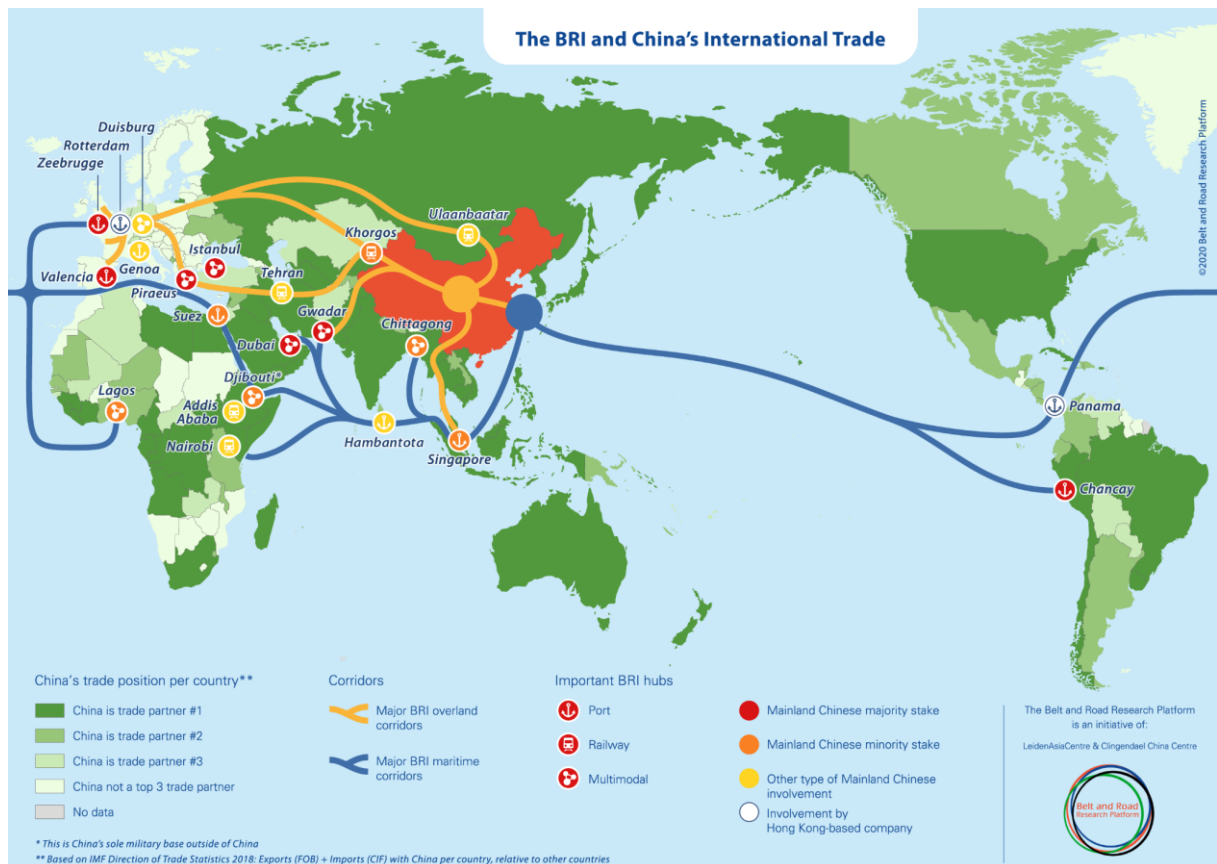 The BRI and China's International Trade
©2020 Belt and Road Research Platform
Duisburg
Rotterdam
Zeebrugge
Ulaanbaatar
Khorgos
Istanbul
Valencia
Genoa
Tehran
Piraeus
Gwadar
Suez
Chittagong
Dubai
Djibouti*
Lagos
Addis
Ababa
Panama
Nairobi
Hambantota
Singapore
Chancay
China's trade position per country**
China is trade partner #1
China is trade partner #2
China is trade partner #3
China not a top 3 trade partner
No data
Corridors
Major BRI overland
corridors
Major BRI maritime
corridors
Important BRI hubs
Port
Railway
Multimodal
Mainland Chinese majority stake
Mainland Chinese minority stake
Other type of Mainland Chinese
involvement
Involvement by
Hong Kong-based company
The Belt and Road Research Platform
is an initiative of:
LeidenAsiaCentre & Clingendael China Centre
Belt and Road
Research Platform
* This is China's sole military base outside of China
** Based on IMF Direction of Trade Statistics 2018: Exports (FOB) + Imports (CIF) with China per country, relative to other countries